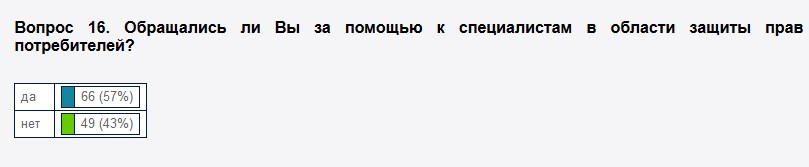 Вопрос 16. Обращались ли Вы за помощью к специалистам в области защиты прав
потребителей?
да 66 (57%)
нет 49 (43%)